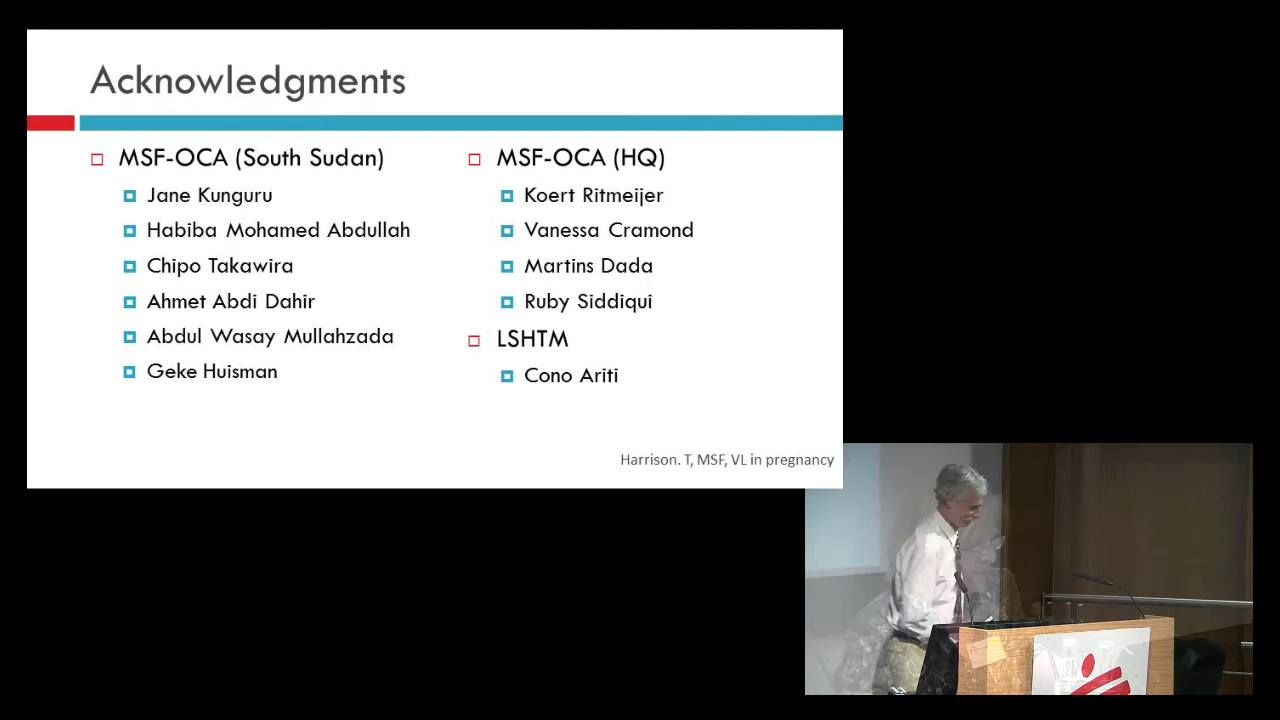 Acknowledgments
MSF-OCA (South Sudan)
Jane Kunguru
Habiba Mohamed Abdullah
Chipo Takawira
Ahmet Abdi Dahir
Abdul Wasay Mullahzada
Geke Huisman
MSF-OCA (HQ)
Koert Ritmeijer
Vanessa Cramond
Martins Dada
Ruby Siddiqui
LSHTM
Cono Ariti
Harrison. T, MSF, VL in pregnancy